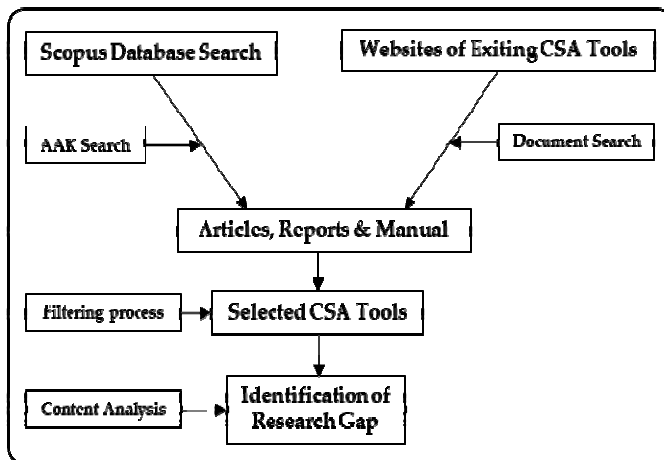 Scopus Database Search
Websites of Exiting CSA Tools
AAK Search
Document Search
Articles, Reports & Manual
Filtering process
Selected CSA Tools
Content Analysis
Identification of
Research Gap